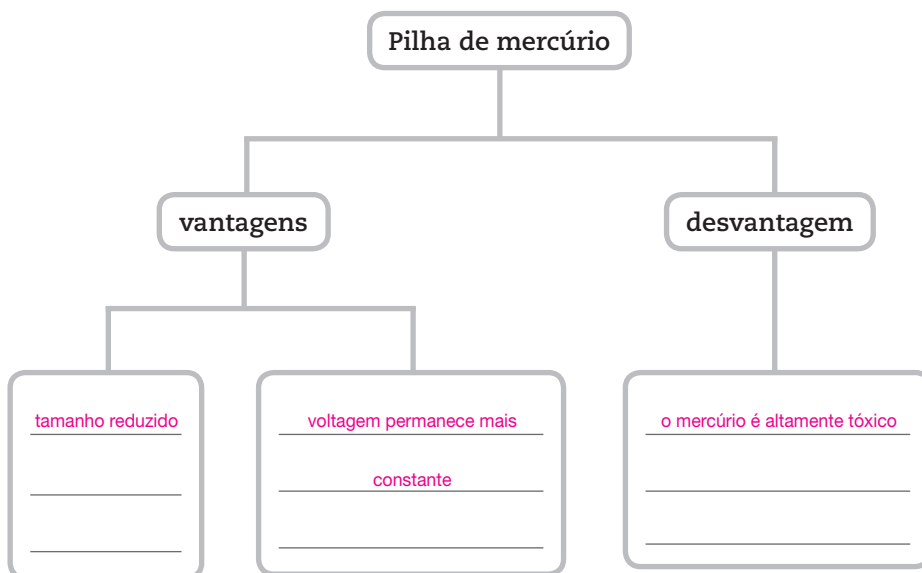 Pilha de mercúrio
vantagens
desvantagem
tamanho reduzido
voltagem permanece mais
constante
o mercúrio é altamente tóxico